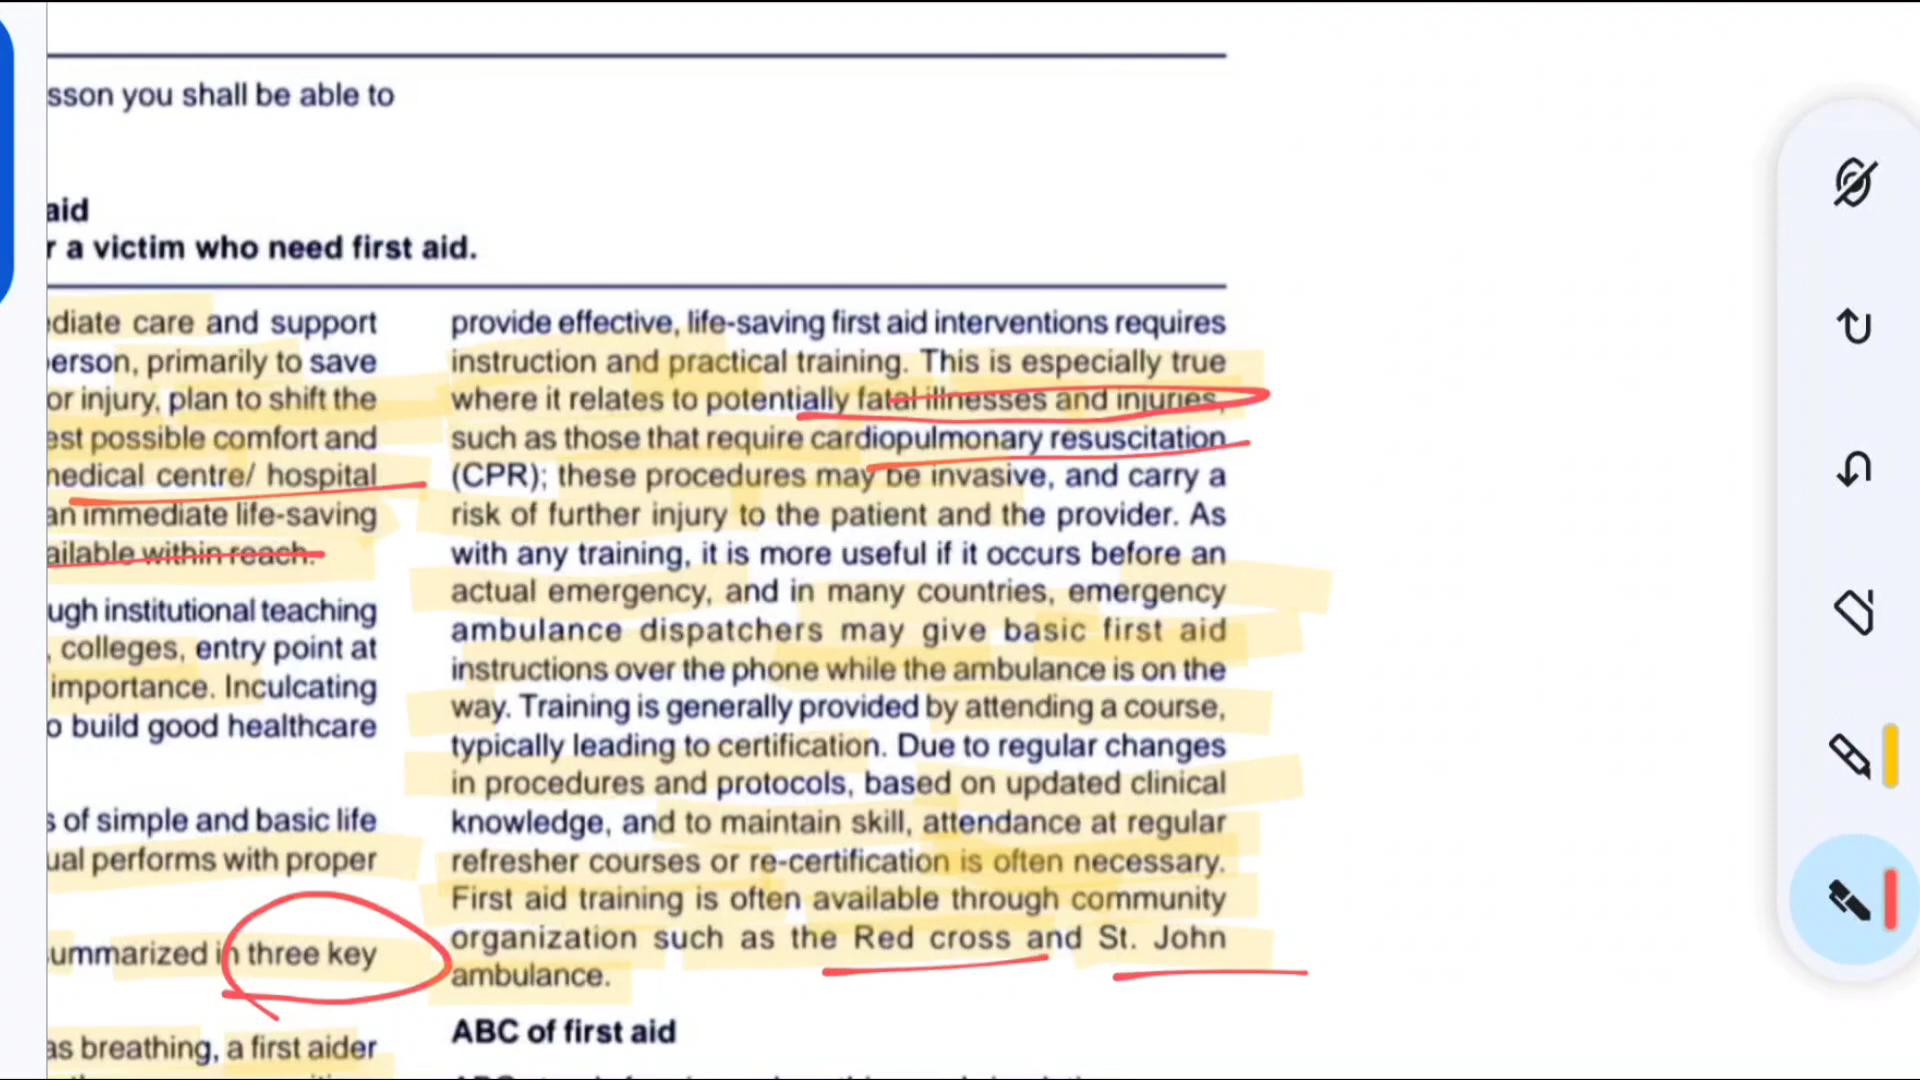 sson you shall be able to
aid
r a victim who need first aid.
diate care and support
erson, primarily to save
or injury, plan to shift the
est possible comfort and
medical centre/ hospital
an immediate life-saving
ailable within reach.
ugh institutional teaching
, colleges, entry point at
importance. Inculcating
o build good healthcare
s of simple and basic life
ual performs with proper
ummarized in three key
as breathing, a first aider
provide effective, life-saving first aid interventions requires
instruction and practical training. This is especially true
where it relates to potentially fatal illnesses and injuries,
such as those that require cardiopulmonary resuscitation
(CPR); these procedures may be invasive, and carry a
risk of further injury to the patient and the provider. As
with any training, it is more useful if it occurs before an
actual emergency, and in many countries, emergency
ambulance dispatchers may give basic first aid
instructions over the phone while the ambulance is on the
way. Training is generally provided by attending a course,
typically leading to certification. Due to regular changes
in procedures and protocols, based on updated clinical
knowledge, and to maintain skill, attendance at regular
refresher courses or re-certification is often necessary.
First aid training is often available through community
organization such as the Red cross and St. John
ambulance.
ABC of first aid